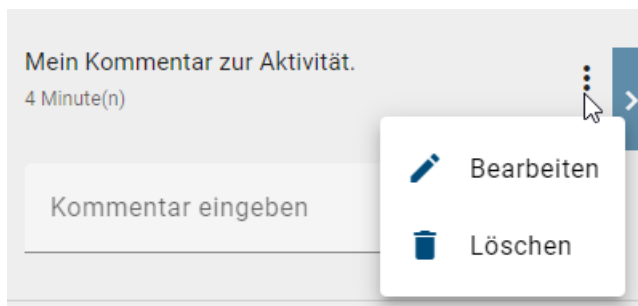 Mein Kommentar zur Aktivität.
4 Minute(n)
Bearbeiten
Kommentar eingeben
Löschen